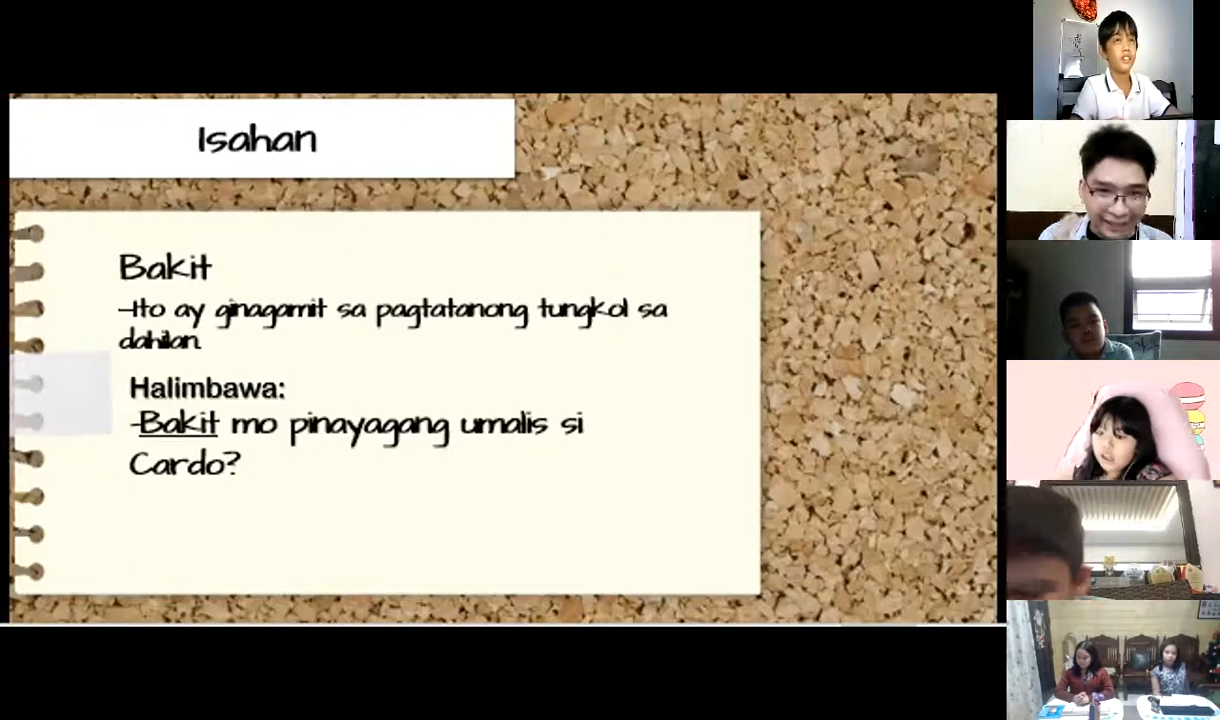 Isahan
Bakit
-Ito ay ginagamit sa pagtatanong tungkol sa
dahilan.
Halimbawa:
-Bakit mo pinayagang umalis si
Cardo?